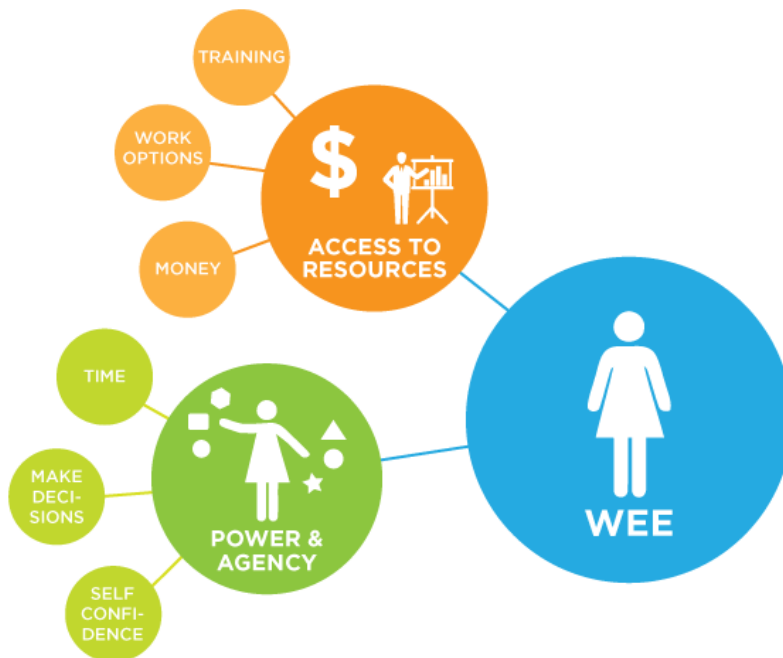 TRAINING
WORK
OPTIONS
MONEY
$
ACCESS TO
RESOURCES
TIME
MAKE
DECI-
SIONS
SELF
CONFI-
DENCE
POWER &
AGENCY
WEE